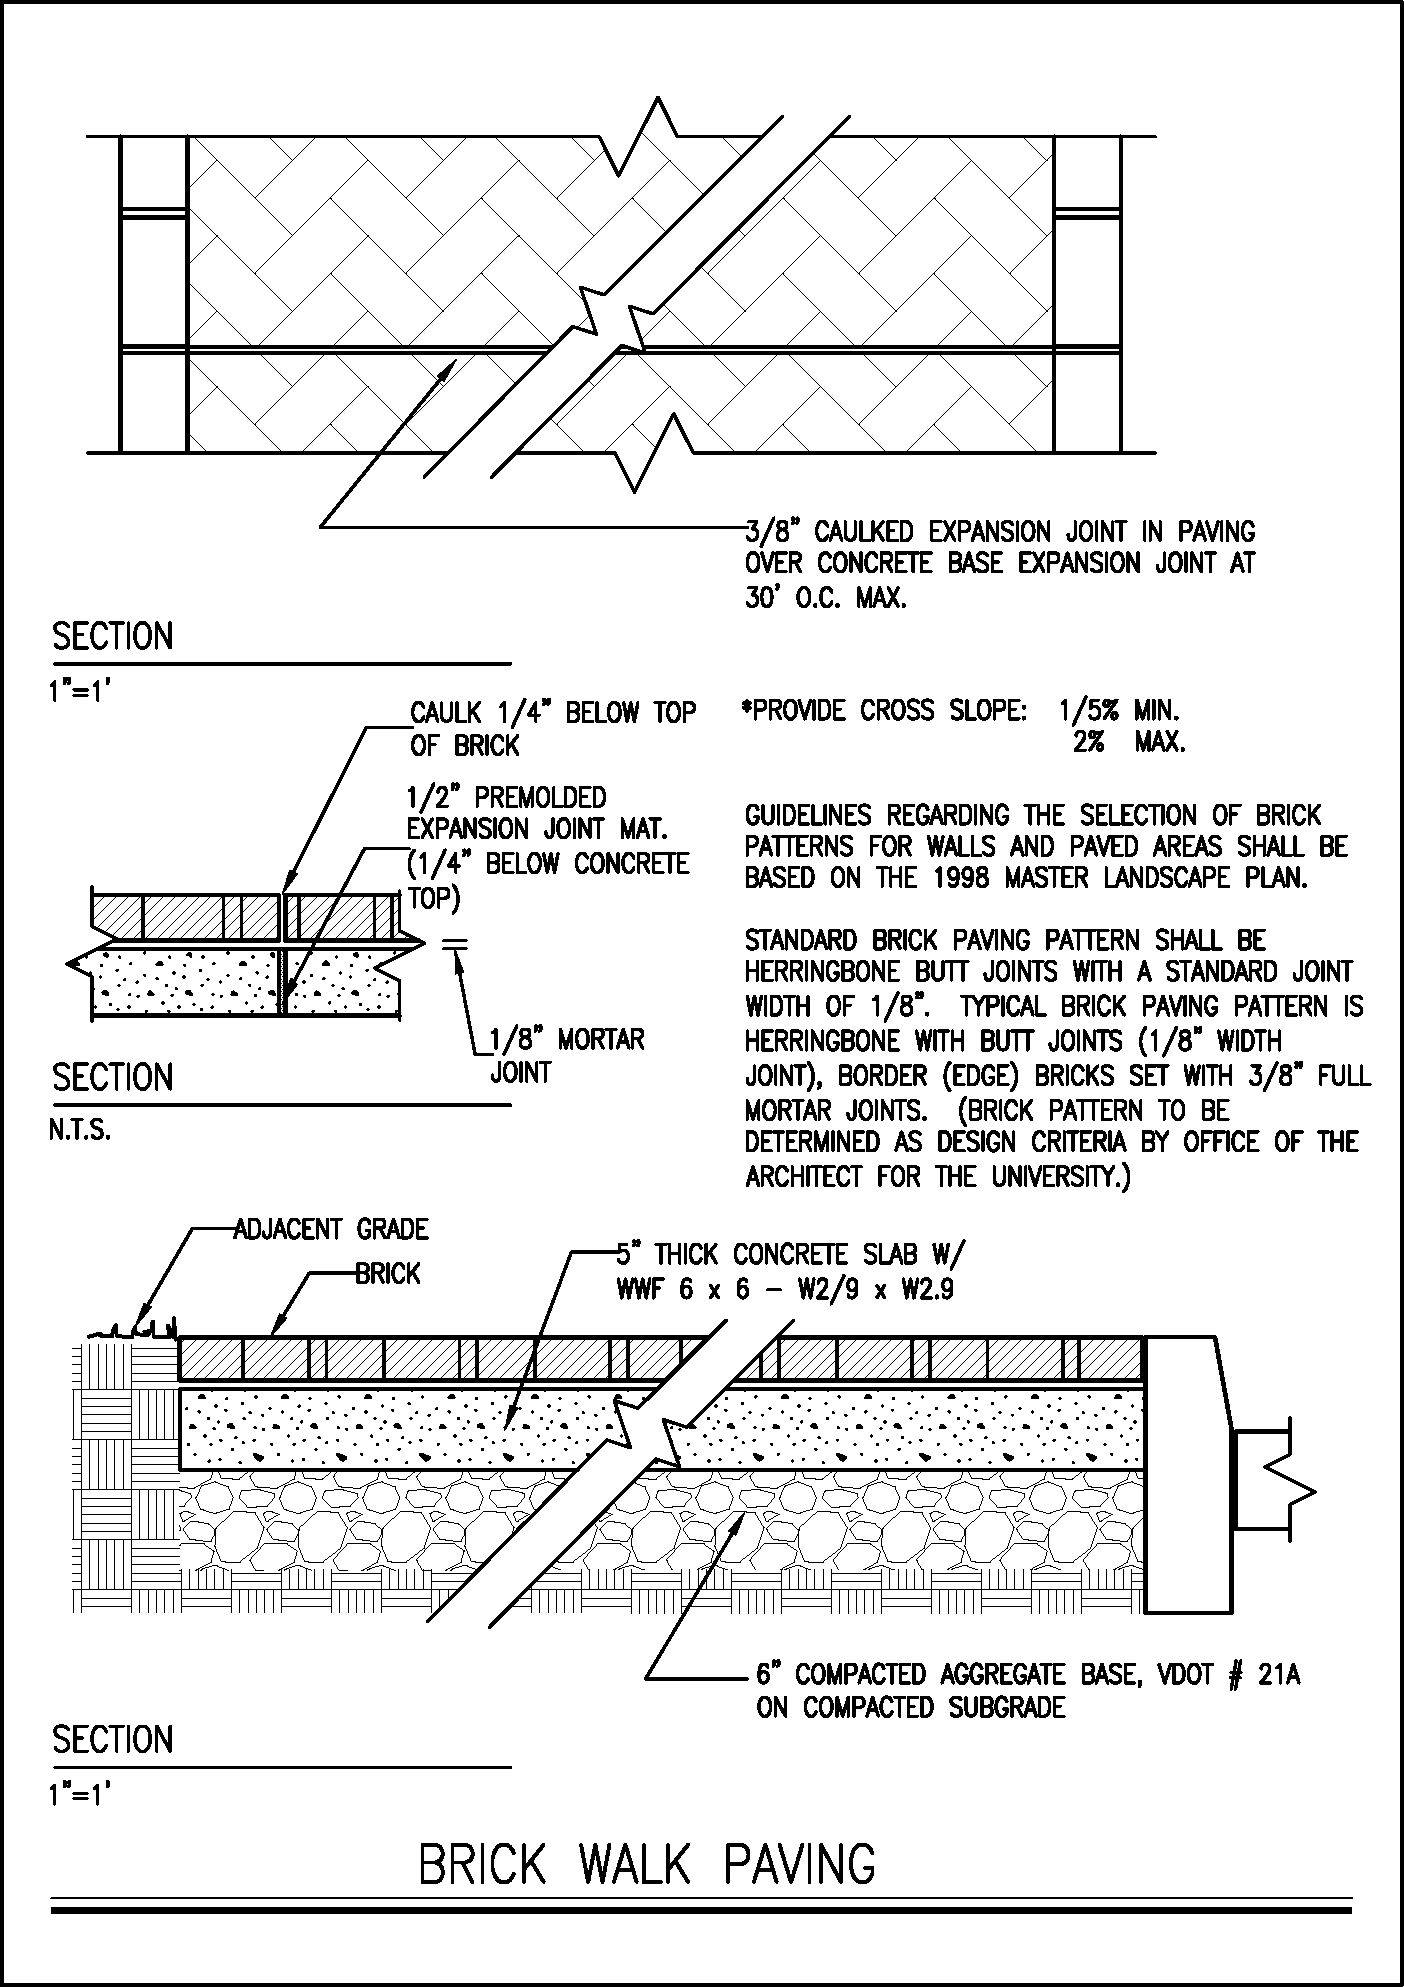 3/8" CAULKED EXPANSION JOINT IN PAVING
OVER CONCRETE BASE EXPANSION JOINT AT
30' O.C. MAX.
SECTION
1"=1'
CAULK 1/4" BELOW TOP
OF BRICK
1/2" PREMOLDED
EXPANSION JOINT MAT.
(1/4" BELOW CONCRETE
TOP)
1/8" MORTAR
JOINT
SECTION
N.T.S.
*PROVIDE CROSS SLOPE: 1/5% MIN.
2% MAX.
GUIDELINES REGARDING THE SELECTION OF BRICK
PATTERNS FOR WALLS AND PAVED AREAS SHALL BE
BASED ON THE 1998 MASTER LANDSCAPE PLAN.
STANDARD BRICK PAVING PATTERN SHALL BE
HERRINGBONE BUTT JOINTS WITH A STANDARD JOINT
WIDTH OF 1/8". TYPICAL BRICK PAVING PATTERN IS
HERRINGBONE WITH BUTT JOINTS (1/8" WIDTH
JOINT), BORDER (EDGE) BRICKS SET WITH 3/8" FULL
MORTAR JOINTS. (BRICK PATTERN TO BE
DETERMINED AS DESIGN CRITERIA BY OFFICE OF THE
ARCHITECT FOR THE UNIVERSITY.)
ADJACENT GRADE
BRICK
5" THICK CONCRETE SLAB W/
WWF 6 x 6 - W2/9 x W2.9
6" COMPACTED AGGREGATE BASE, VDOT # 21A
ON COMPACTED SUBGRADE
SECTION
1"=1'
BRICK WALK PAVING